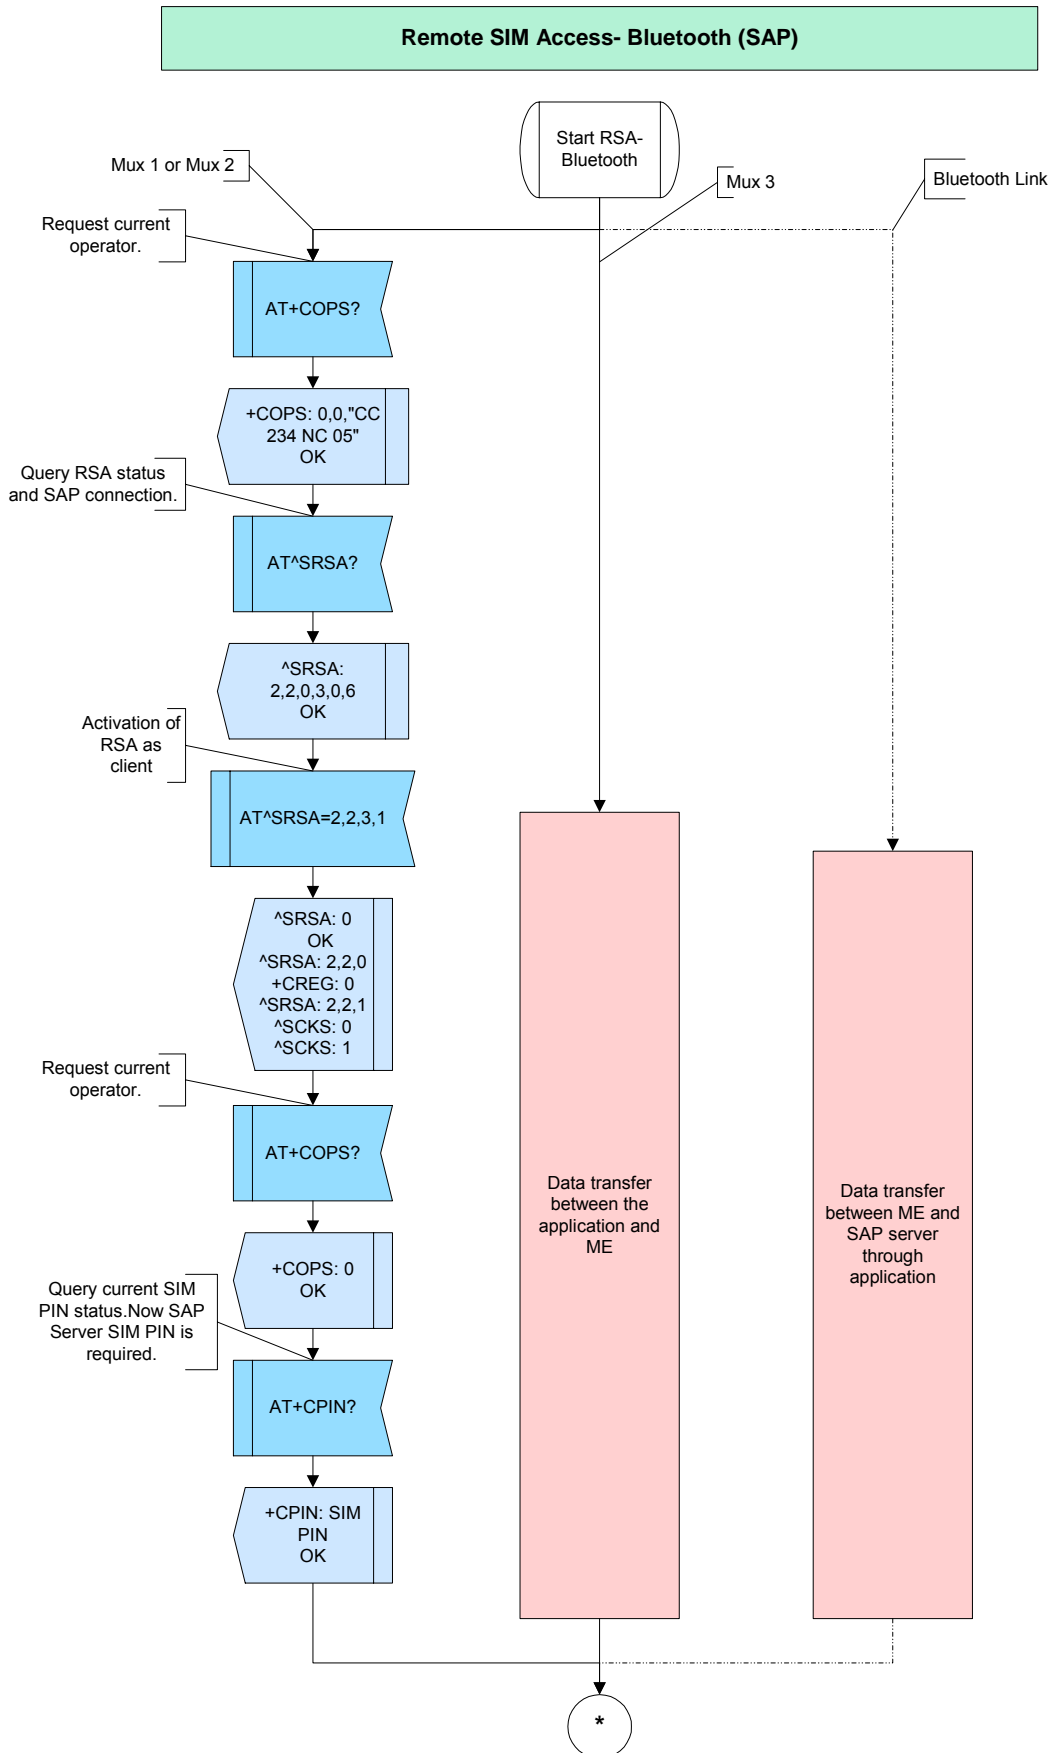 Remote SIM Access- Bluetooth (SAP)
Start RSA-
Bluetooth
Mux 1 or Mux 2
Mux 3
Bluetooth Link
Request current
operator.
AT+COPS?
+COPS: 0,0,"CC
234 NC 05"
OK
Query RSA status
and SAP connection.
AT^SRSA?
^SRSA:
2,2,0,3,0,6
OK
Activation of
RSA as
client
AT^SRSA=2,2,3,1
^SRSA: 0
OK
^SRSA: 2,2,0
+CREG: 0
^SRSA: 2,2,1
^SCKS: 0
^SCKS: 1
Request current
operator.
AT+COPS?
+COPS: 0
OK
Query current SIM
PIN status.Now SAP
Server SIM PIN is
required.
AT+CPIN?
+CPIN: SIM
PIN
OK
Data transfer
between the
application and
ME
Data transfer
between ME and
SAP server
through
application
*